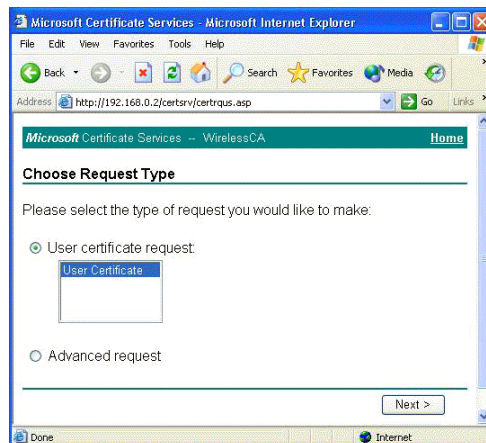 Microsoft Certificate Services - Microsoft Internet Explorer
File Edit View Favorites Tools Help
Back Search Favorites Media
Address http://192.168.0.2/certsrv/certrqus.asp Go Links
Microsoft Certificate Services -- WirelessCA Home
Choose Request Type
Please select the type of request you would like to make:
User certificate request:
User Certificate
Advanced request
Next >
Done Internet